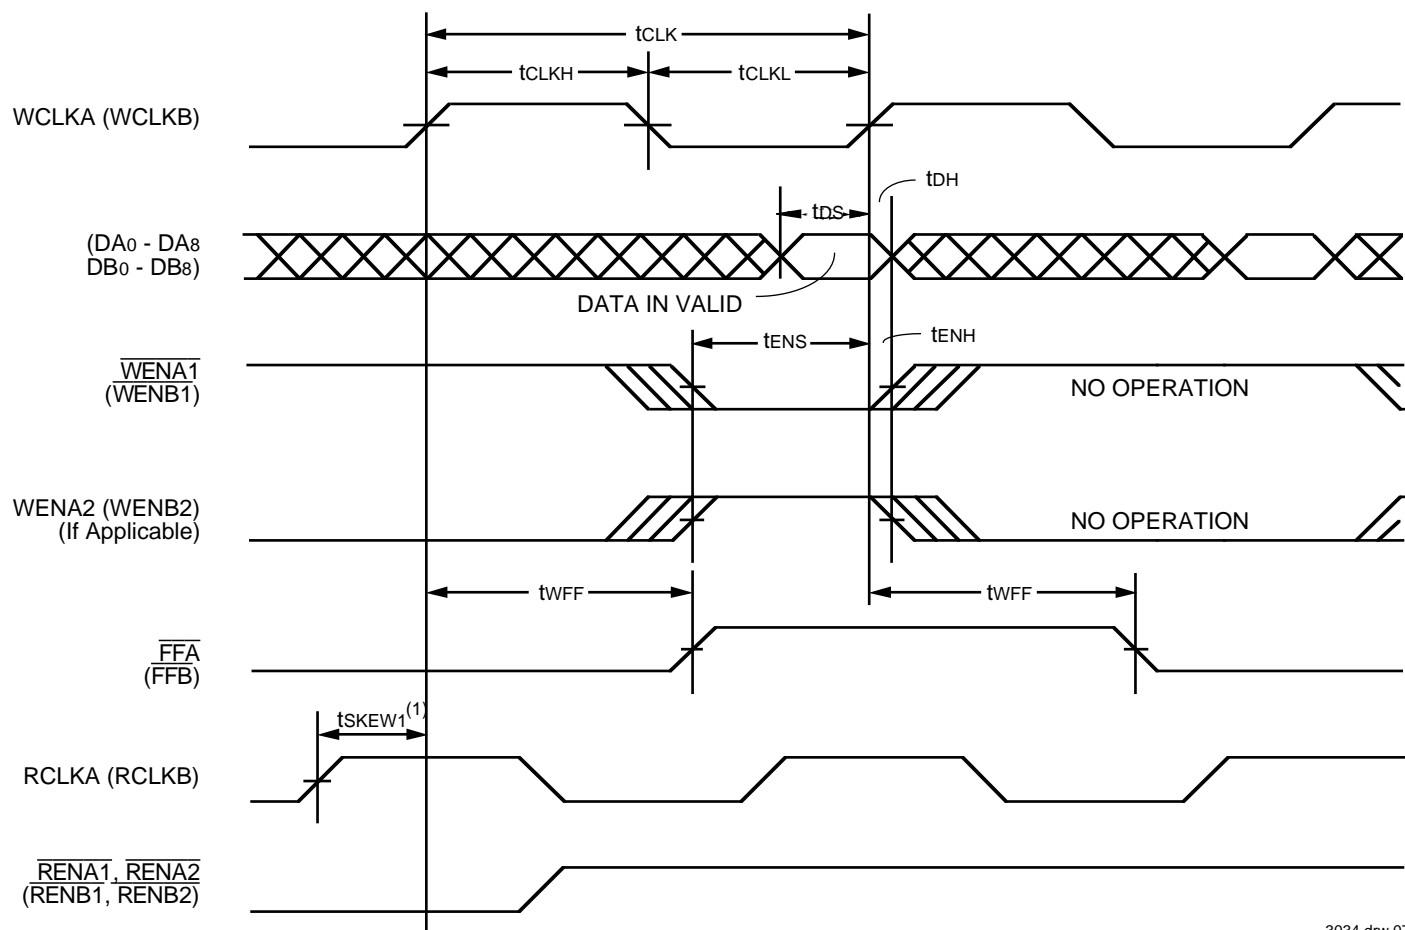 tCLK
tCLKH
tCLKL
WCLKA (WCLKB)
tDH
tDS
(DA0 - DA8
DB0 - DB8)
DATA IN VALID
tENS
tENH
WENA1
(WENB1)
NO OPERATION
WENA2 (WENB2)
(If Applicable)
NO OPERATION
tWFF
tWFF
FFA
(FFB)
tSKEW1(1)
RCLKA (RCLKB)
RENA1, RENA2
(RENB1, RENB2)